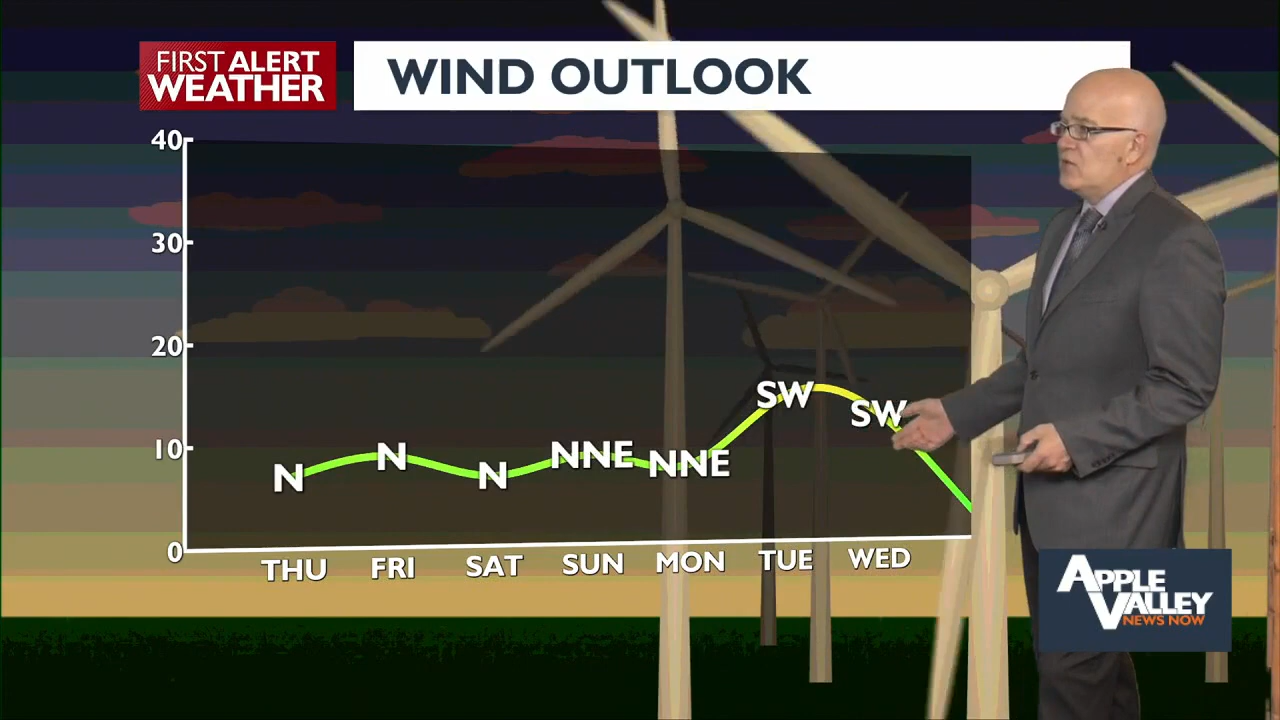 FIRST ALERT
WEATHER
WIND OUTLOOK
40
30
20
10
0
N
N
N
NNE
NNE
SW
SW
THU
FRI
SAT
SUN
MON
TUE
WED
APPLE
VALLEY
NEWS NOW